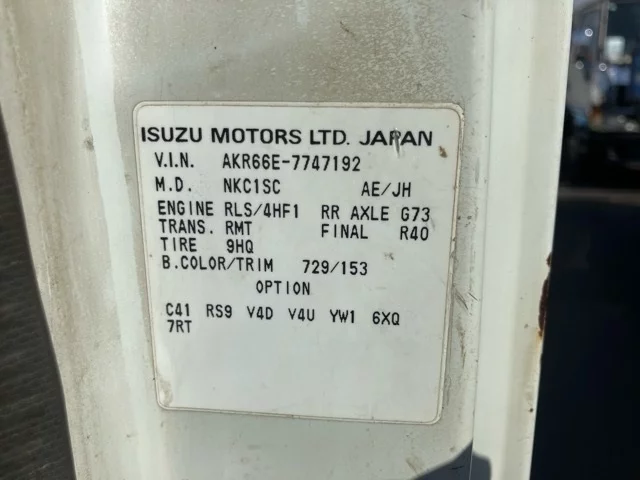 ISUZU MOTORS LTD. JAPAN
V.I.N. AKR66E-7747192
M.D. NKC1SC AE/JH
ENGINE RLS/4HF1 RR AXLE G73
TRANS. RMT FINAL R40
TIRE 9HQ
B.COLOR/TRIM 729/153
OPTION
C41 RS9 V4D V4U YW1 6XQ
7RT